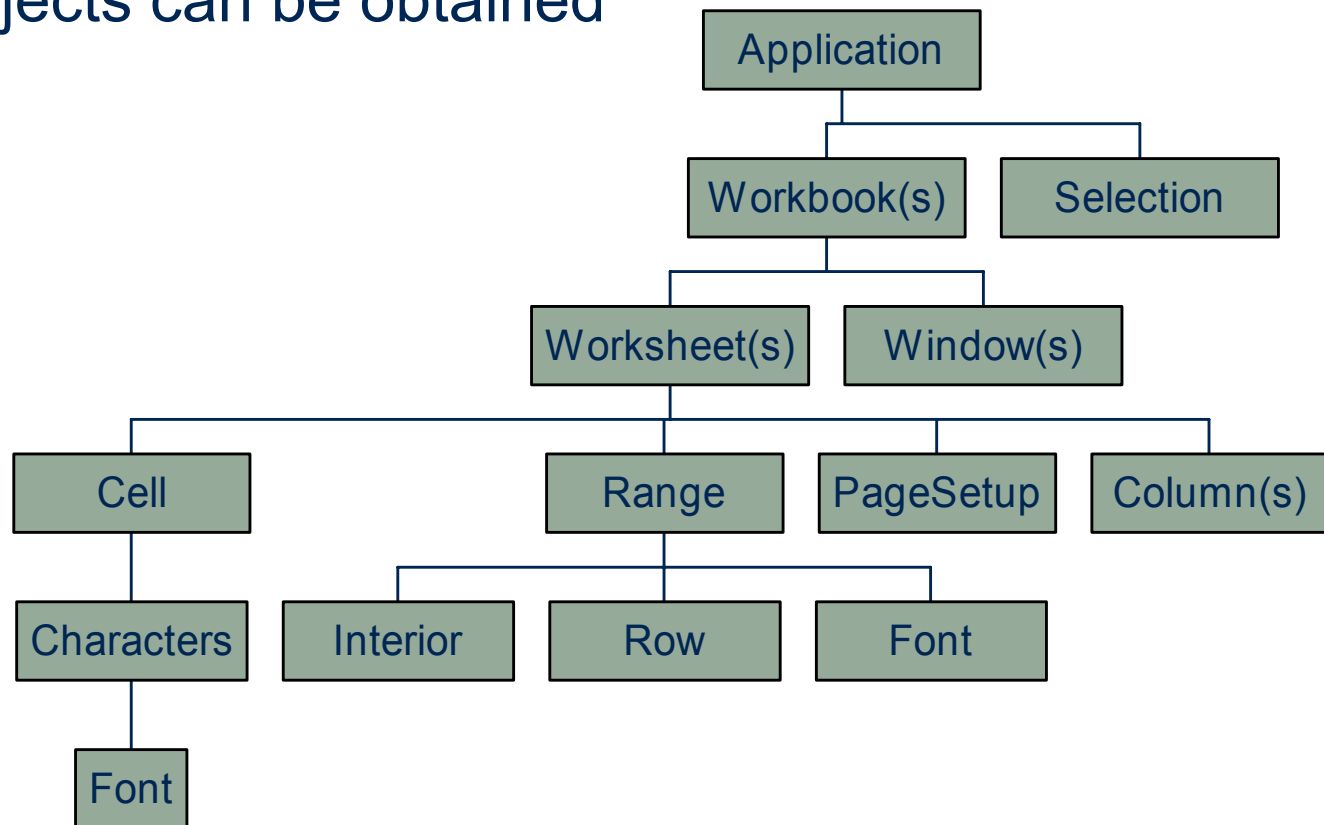 jects can be obtained
Application
Workbook(s)
Selection
Worksheet(s)
Window(s)
Cell
Range
PageSetup
Column(s)
Characters
Interior
Row
Font
Font